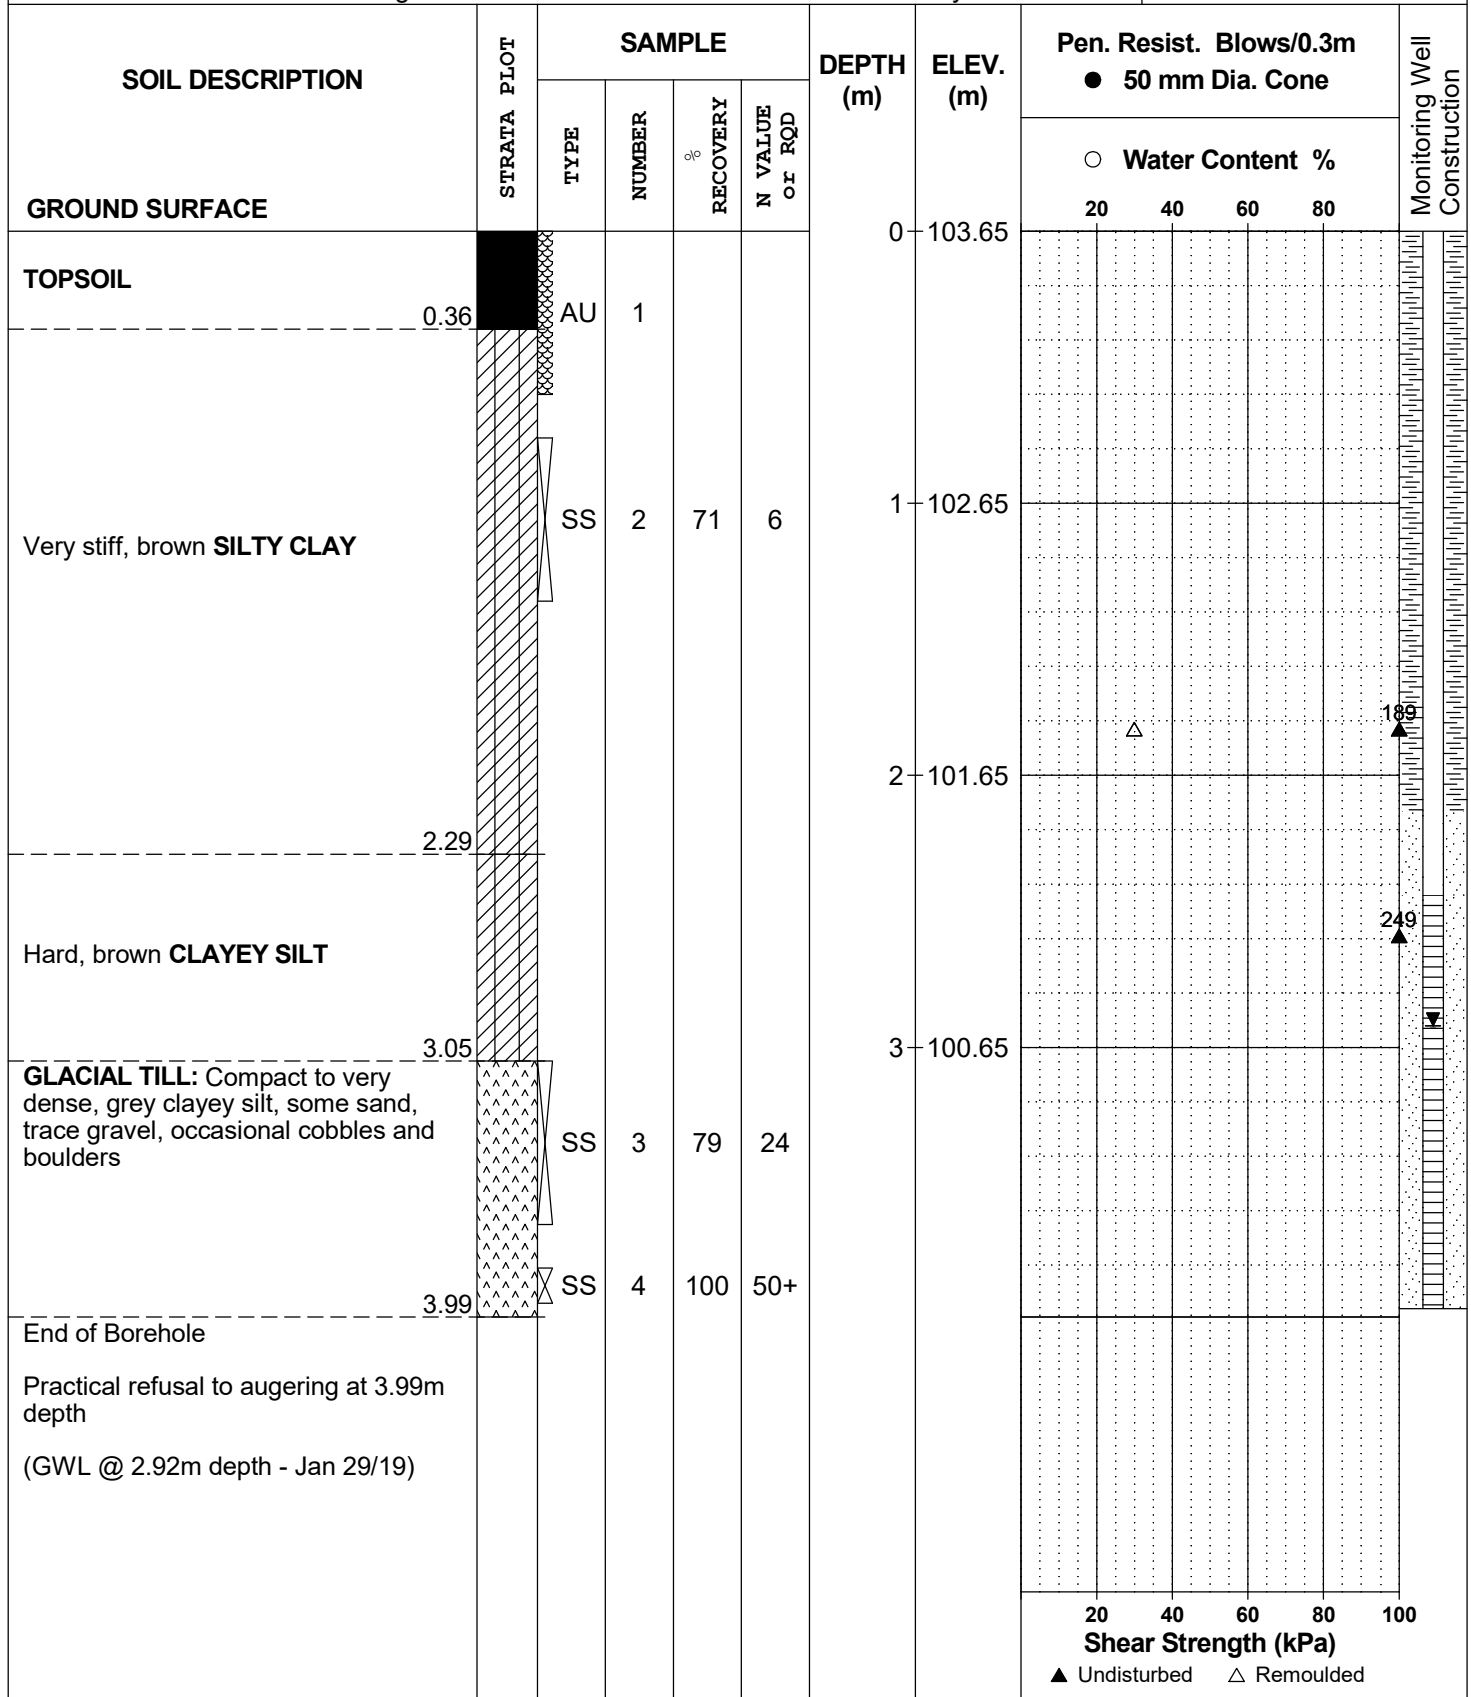 SOIL DESCRIPTION
GROUND SURFACE
STRATA PLOT
SAMPLE
TYPE
NUMBER
%
RECOVERY
N VALUE
or RQD
DEPTH
(m)
ELEV.
(m)
Pen. Resist. Blows/0.3m
● 50 mm Dia. Cone
○ Water Content %
20 40 60 80
Monitoring Well
Construction
0 103.65
TOPSOIL
0.36
AU 1
1 102.65
SS 2 71 6
Very stiff, brown SILTY CLAY
189
2 101.65
2.29
249
Hard, brown CLAYEY SILT
3.05
3 100.65
GLACIAL TILL: Compact to very
dense, grey clayey silt, some sand,
trace gravel, occasional cobbles and
boulders
SS 3 79 24
SS 4 100 50+
3.99
End of Borehole
Practical refusal to augering at 3.99m
depth
(GWL @ 2.92m depth - Jan 29/19)
20 40 60 80 100
Shear Strength (kPa)
▲ Undisturbed △ Remoulded